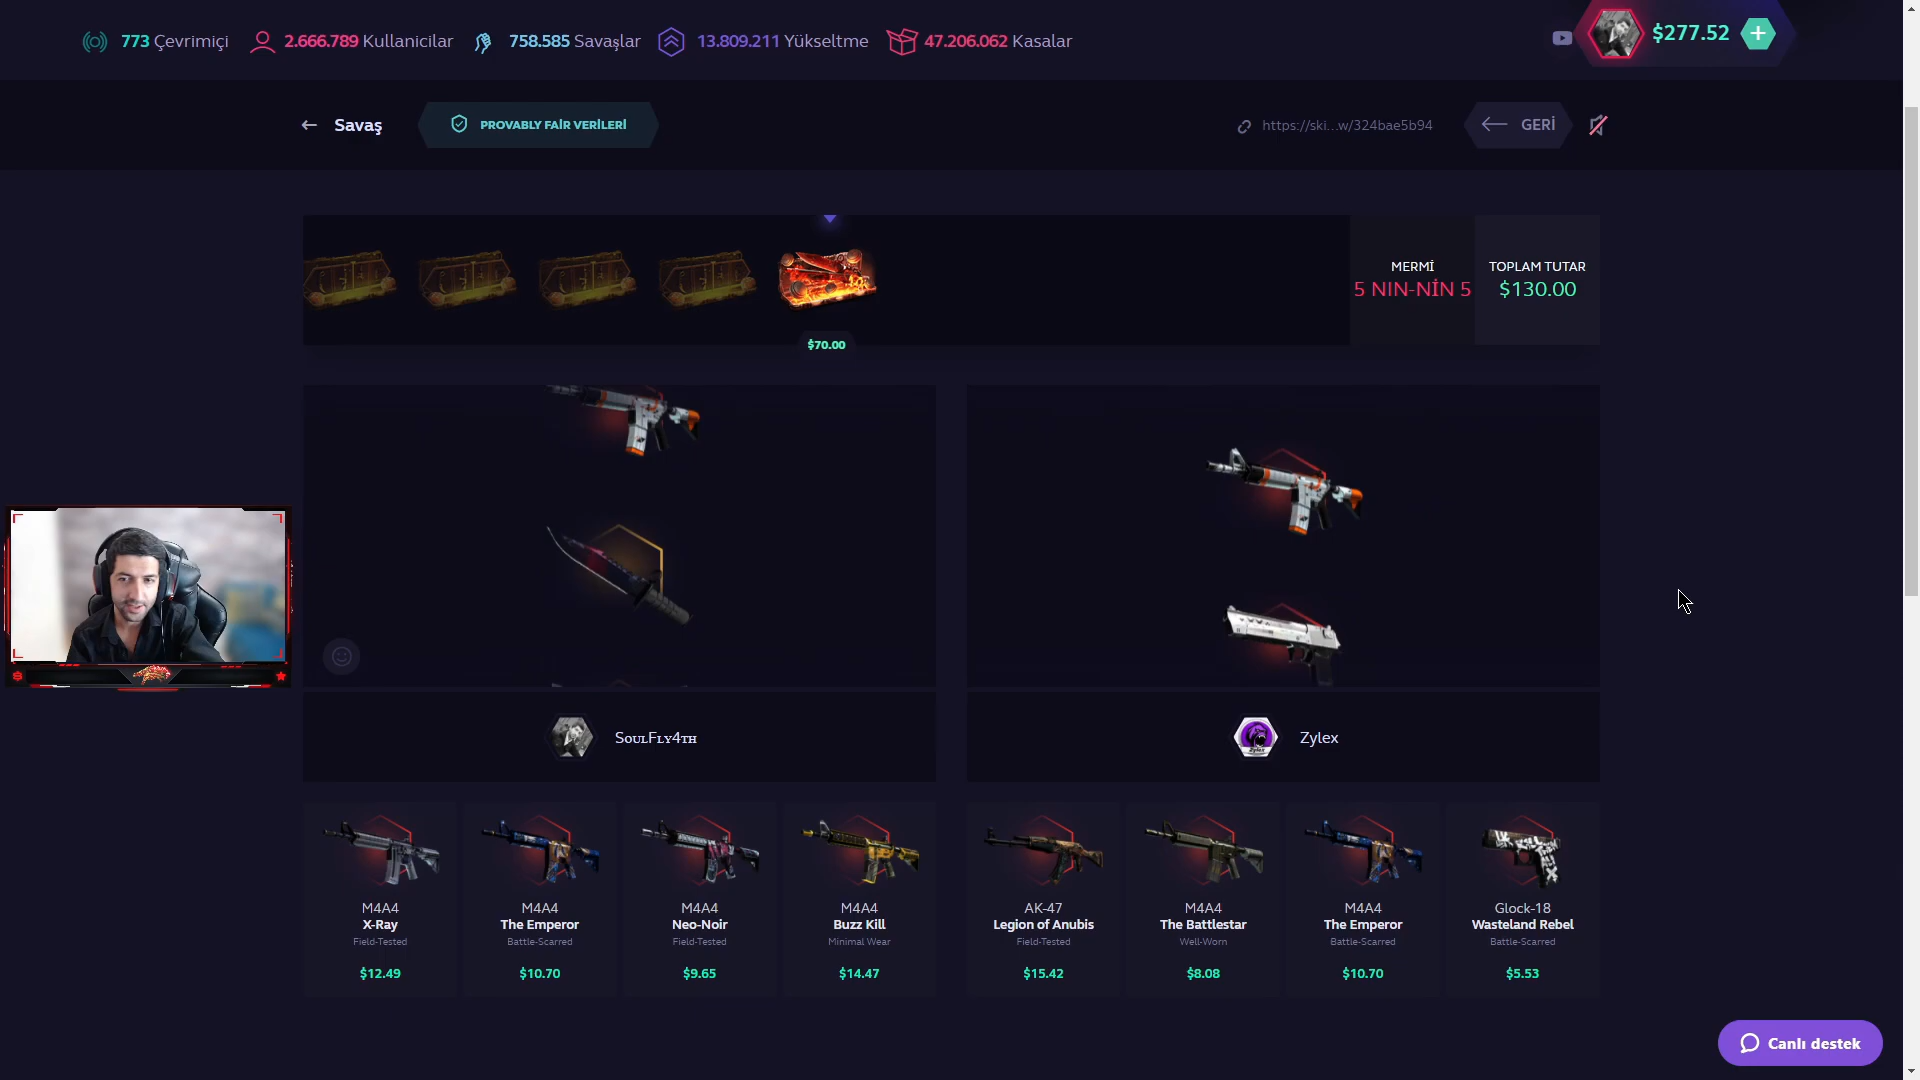 773 Çevrimiçi
2.666.789 Kullanicilar
758.585 Savaşlar
13.809.211 Yükseltme
47.206.062 Kasalar
$277.52
Savaş
PROVABLY FAİR VERİLERİ
https://ski...w/324bae5b94
GERİ
MERMİ
5 NIN-NİN 5
TOPLAM TUTAR
$130.00
$70.00
SoulFly4th
Zylex
M4A4
X-Ray
Field-Tested
$12.49
M4A4
The Emperor
Battle-Scarred
$10.70
M4A4
Neo-Noir
Field-Tested
$9.65
M4A4
Buzz Kill
Minimal Wear
$14.47
AK-47
Legion of Anubis
Field-Tested
$15.42
M4A4
The Battlestar
Well-Worn
$8.08
M4A4
The Emperor
Battle-Scarred
$10.70
Glock-18
Wasteland Rebel
Battle-Scarred
$5.53
Canlı destek